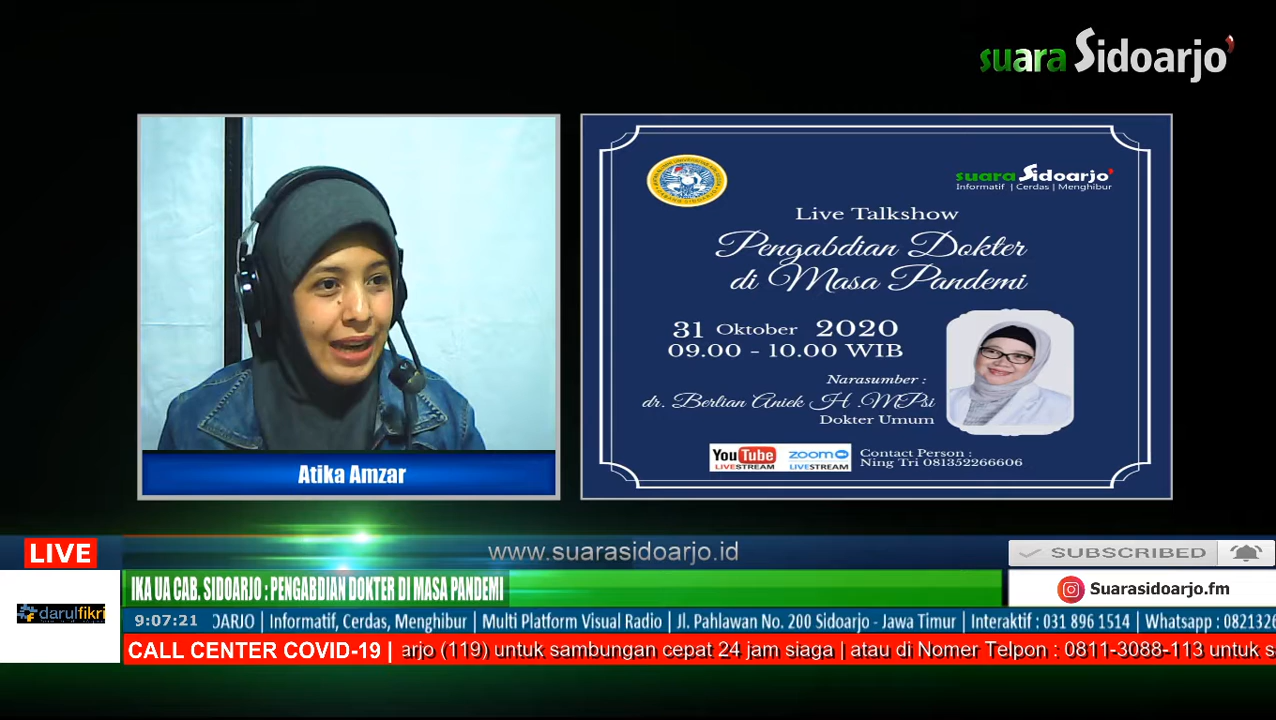 suara Sidoarjo'
suara Sidoarjo'
Informatif | Cerdas | Menghibur
Live Talkshow
Pengabdian Dokter
di Masa Pandemi
31 Oktober 2020
09.00 - 10.00 WIB
Narasumber :
dr. Berlian Aniek H .MPsi
Dokter Umum
YouTube
LIVESTREAM
zoom
LIVESTREAM
Contact Person :
Ning Tri 081352266606
Atika Amzar
LIVE
www.suarasidoarjo.id
SUBSCRIBED
IKA UA CAB. SIDOARJO : PENGABDIAN DOKTER DI MASA PANDEMI
Suarasidoarjo.fm
darulfikri
9:07:21
OARJO | Informatif, Cerdas, Menghibur | Multi Platform Visual Radio | Jl. Pahlawan No. 200 Sidoarjo - Jawa Timur | Interaktif : 031 896 1514 | Whatsapp : 082132
CALL CENTER COVID-19 | arjo (119) untuk sambungan cepat 24 jam siaga | atau di Nomer Telpon : 0811-3088-113 untuk